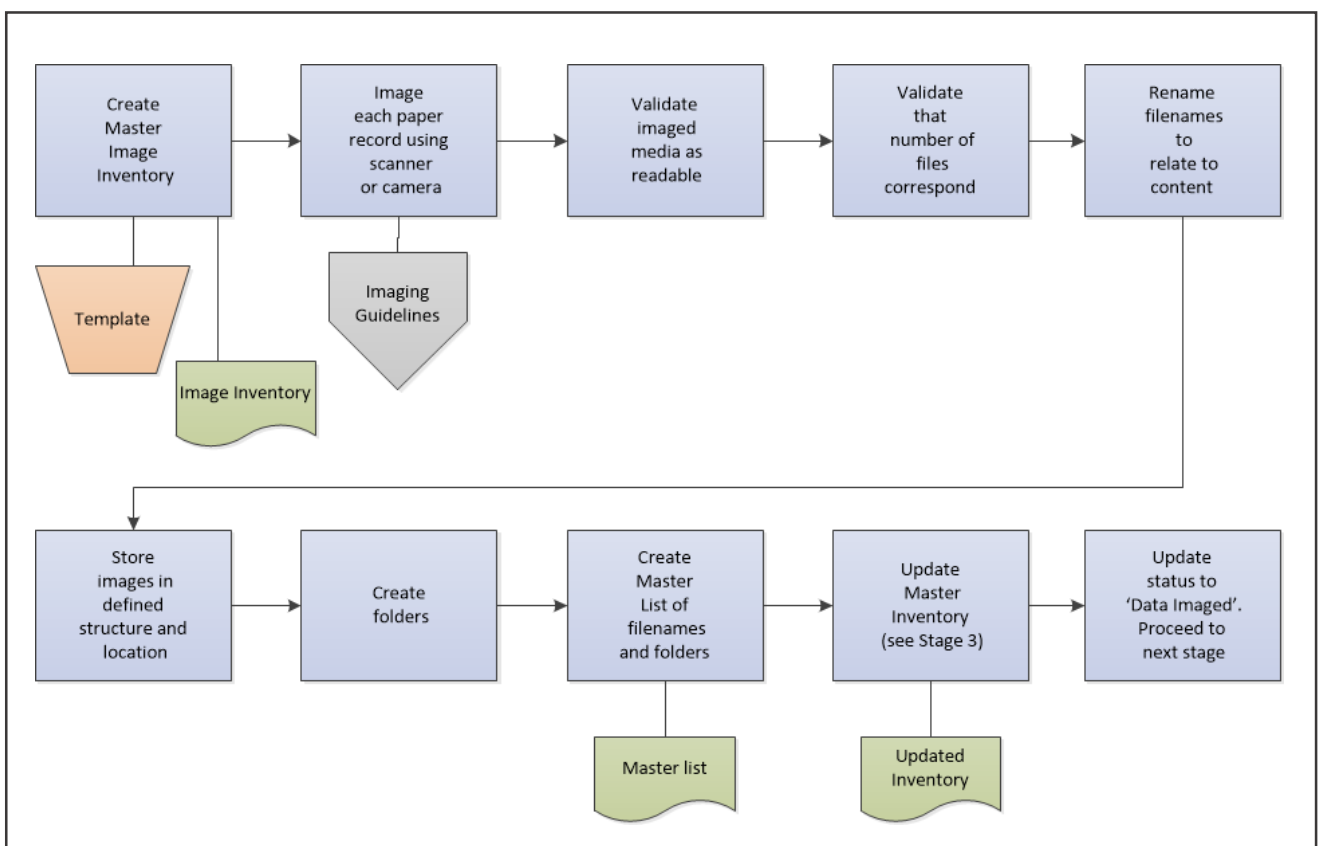 Create
Master
Image
Inventory
Image
each paper
record using
scanner
or camera
Validate
imaged
media as
readable
Validate
that
number of
files
correspond
Rename
filenames
to
relate to
content
Template
Image Inventory
Imaging
Guidelines
Store
images in
defined
structure and
location
Create
folders
Create
Master
List of
filenames
and folders
Update
Master
Inventory
(see Stage 3)
Update
status to
‘Data Imaged’.
Proceed to
next stage
Master list
Updated
Inventory